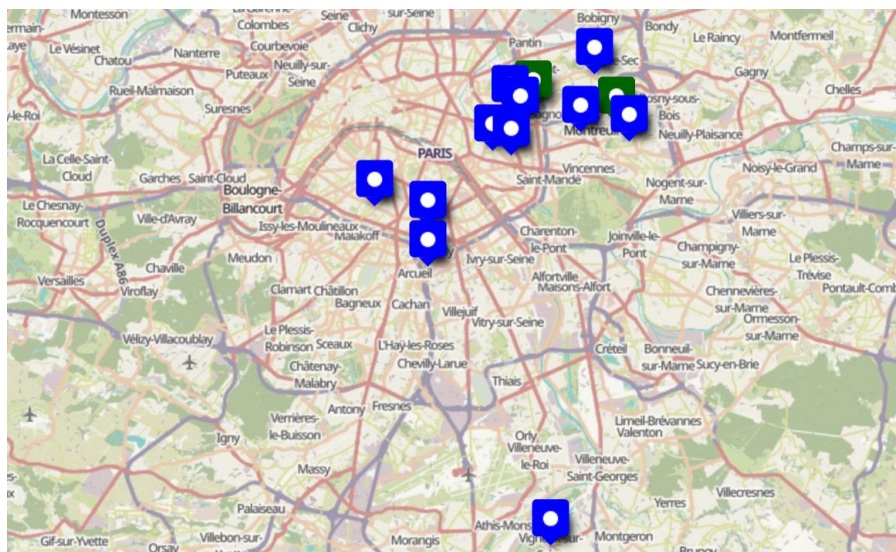 Montesson
Colombes
Seine
sur-Seine
Bobigny
Clichy
Bondy
Montfermeil
Le Vésinet
Courbevoie
Pantin
Le Raincy
Chatou
Nanterre
Neuilly-sur-
Seine
Puteaux
Gagny
Rueil-Malmaison
Chelles
Suresnes
Bois
Neuilly-Plaisance
Champs-sur-
Marne
PARIS
La Celle-Saint-
Cloud
Garches
Saint-Cloud
Vincennes
Noisy-le-Grand
Boulogne-
Billancourt
Saint-Mandé
Nogent-sur-
Marne
Le Chesnay-
Rocquencourt
Ville-d'Avray
Issy-les-Moulineaux
Malakoff
Charenton-
le-Pont
Joinville-le-
Pont
Villiers-sur-
Marne
Duplex A86
Meudon
Ivry-sur-Seine
Champigny-
sur-Marne
Le Plessis-
Trévise
Versailles
Chaville
Viroflay
Arcueil
Alfortville
Maisons-Alfort
Clamart
Châtillon
Bagneux
Cachan
Villejuif
Chennevières-
sur-Marne
Pontault-Comb
Vitry-sur-Seine
Ormesson-
sur-Marne
Vélizy-Villacoublay
Le Plessis-
Robinson
Sceaux
L'Haÿ-les-Roses
Créteil
Bonneuil-
sur-Marne
Sucy-en-Brie
Châtenay-
Malabry
Chevilly-Larue
Thiais
Antony
Fresnes
Verrières-
le-Buisson
Limeil-Brévannes
Valenton
Igny
Orly
Villeneuve-
le-Roi
Massy
Villeneuve-
Saint-Georges
Villecresnes
Palaiseau
Yerres
Gif-sur-Yvette
Orsay
Villebon-sur-
Morangis
Montgeron